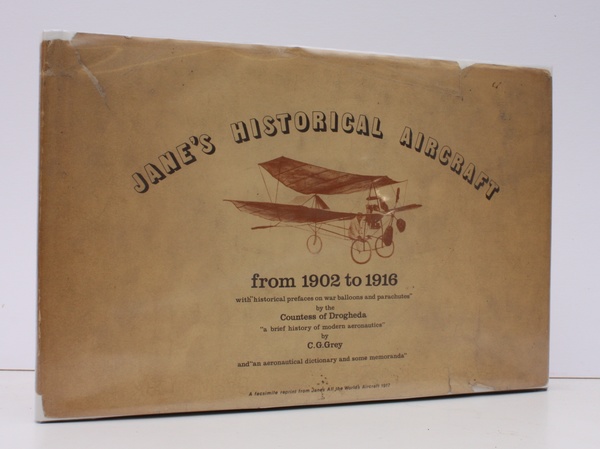 JANE'S HISTORICAL AIRCRAFT
from 1902 to 1916
with "historical prefaces on war balloons and parachutes"
by the
Countess of Drogheda
"a brief history of modern aeronautics"
by
C.G.Grey
and "an aeronautical dictionary and some memoranda"
A facsimile reprint from Janes All the Worlds Aircraft 1917